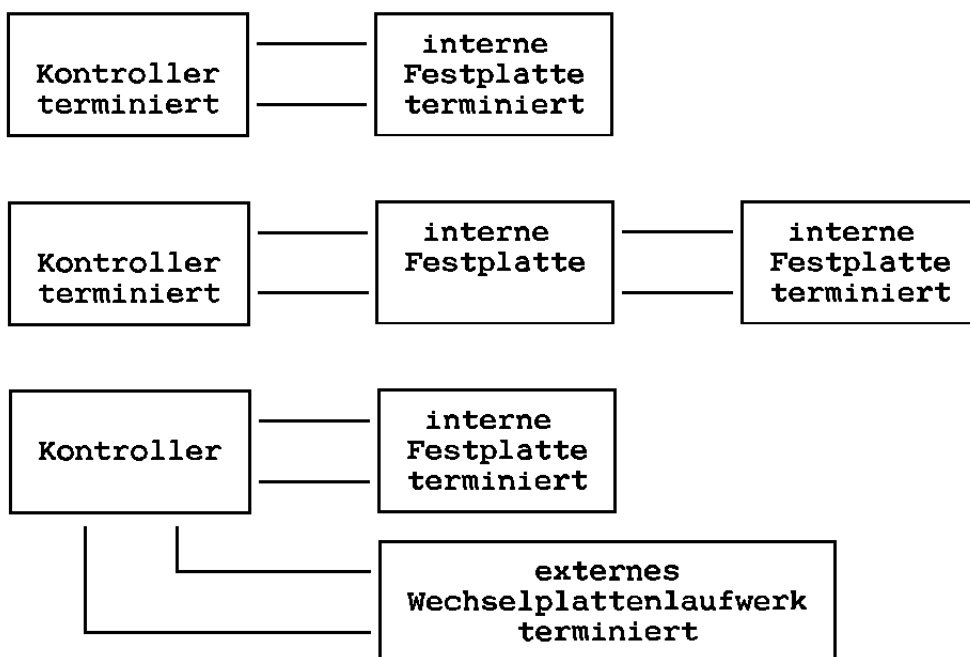 Kontroller
terminiert
interne
Festplatte
terminiert
Kontroller
terminiert
interne
Festplatte
interne
Festplatte
terminiert
Kontroller
interne
Festplatte
terminiert
externes
Wechselplattenlaufwerk
terminiert